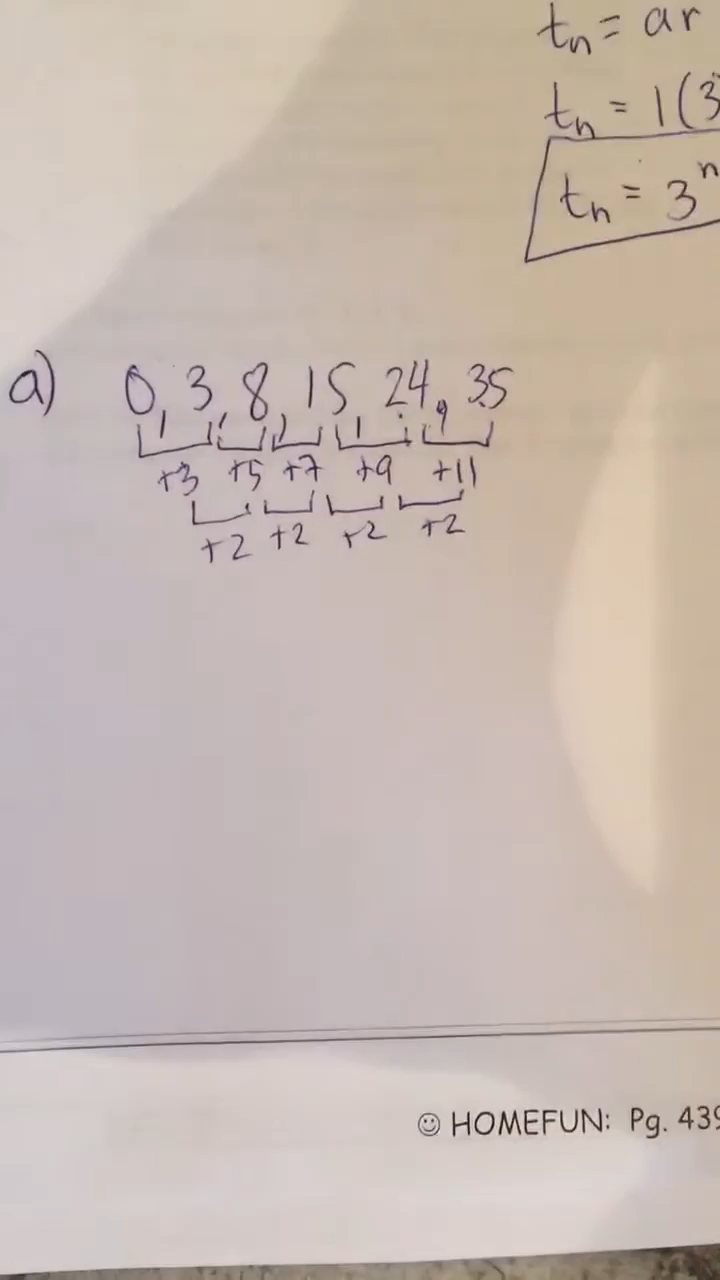 tₙ = ar
tₙ = 1(3
tₙ = 3ⁿ
a) 0, 3, 8, 15, 24, 35
+3 +5 +7 +9 +11
+2 +2 +2 +2
☺ HOMEFUN: Pg. 439